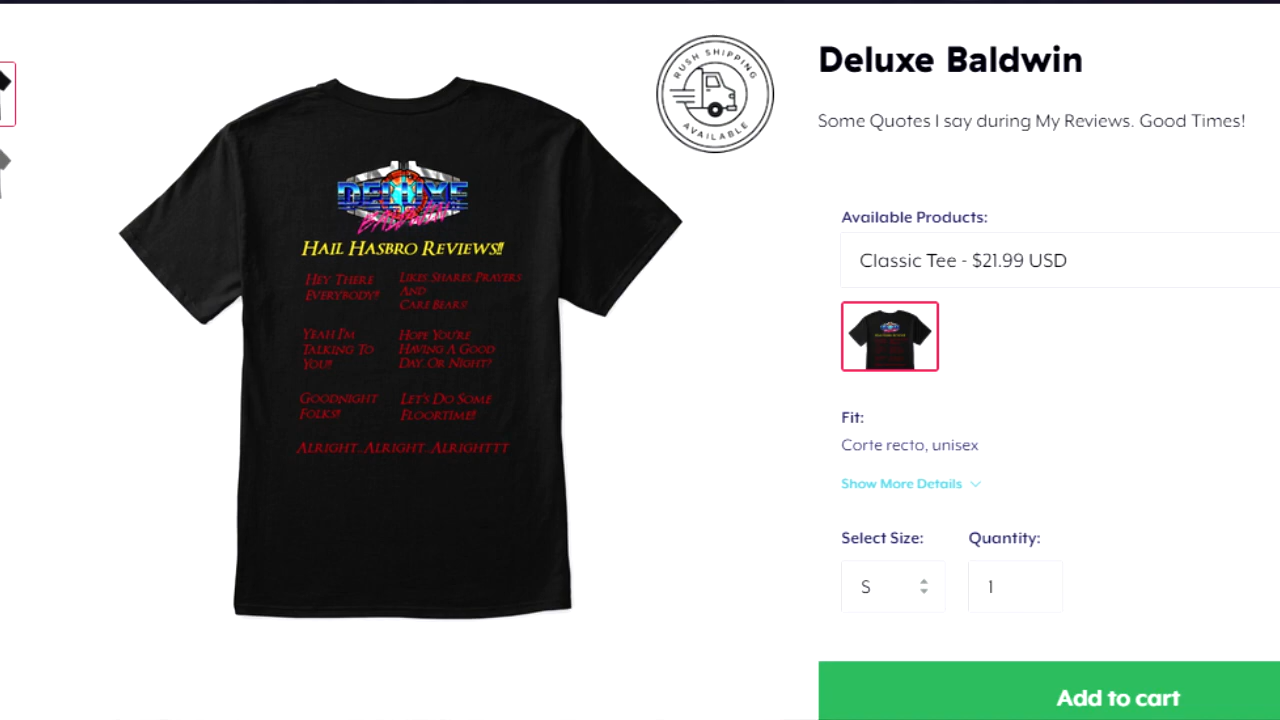 RUSH SHIPPING
AVAILABLE
DELUXE
BALDWIN
HAIL HASBRO REVIEWS!!
HEY THERE
EVERYBODY!!
LIKES, SHARES, PRAYERS
AND
CARE BEARS!
YEAH I'M
TALKING TO
YOU!!
HOPE YOU'RE
HAVING A GOOD
DAY, OR NIGHT?
GOODNIGHT
FOLKS!!
LET'S DO SOME
FLOORTIME!!
ALRIGHT...ALRIGHT...ALRIGHTTT
Deluxe Baldwin
Some Quotes I say during My Reviews. Good Times!
Available Products:
Classic Tee - $21.99 USD
Fit:
Corte recto, unisex
Show More Details
Select Size:
Quantity:
S
1
Add to cart